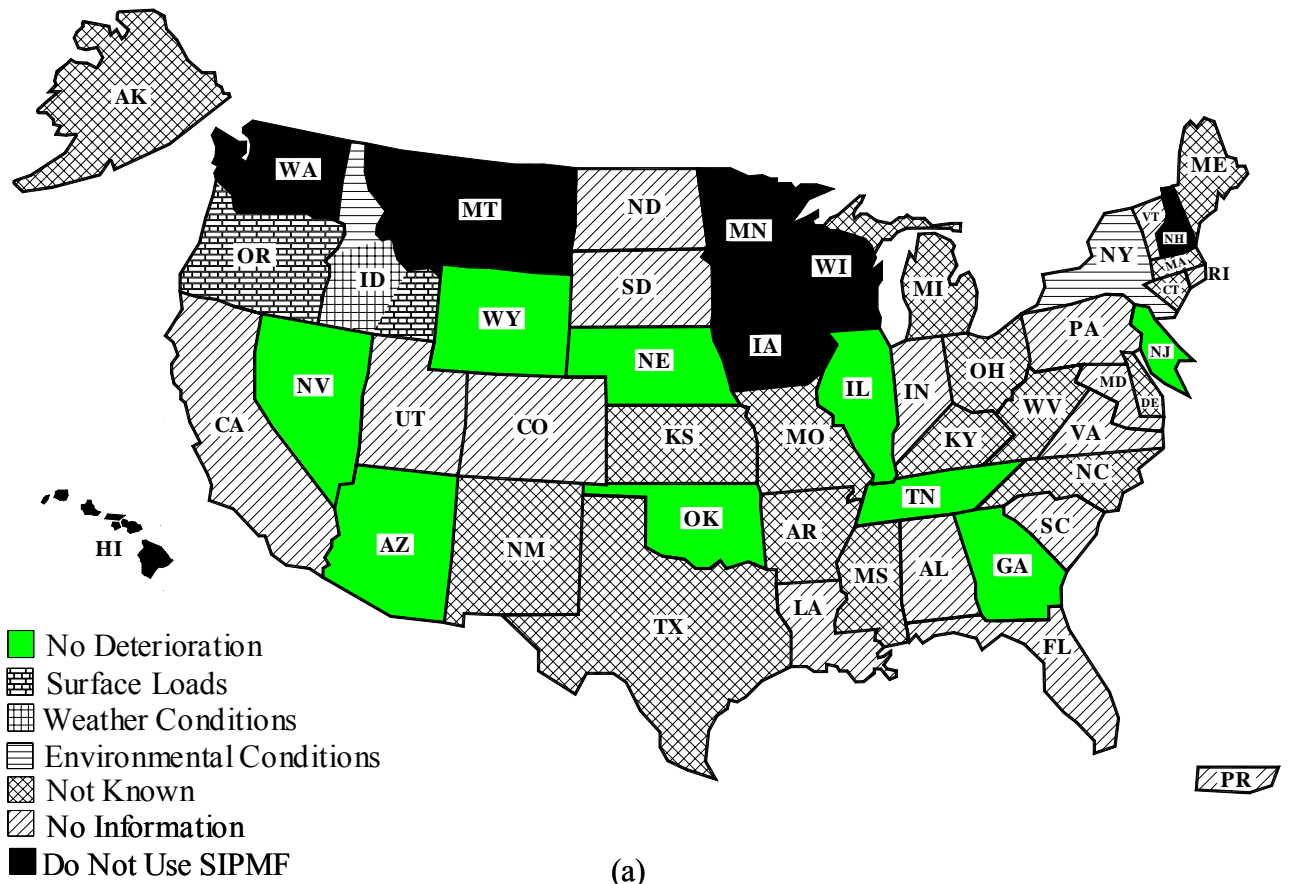 AK
WA
MT
ND
MN
ME
VT
NH
OR
ID
SD
WI
MI
NY
MA
RI
CT
WY
IA
PA
NJ
NV
NE
IL
IN
OH
MD
DE
CA
UT
CO
KS
MO
KY
WV
VA
AZ
NM
OK
AR
TN
NC
SC
HI
TX
LA
MS
AL
GA
FL
PR
No Deterioration
Surface Loads
Weather Conditions
Environmental Conditions
Not Known
No Information
Do Not Use SIPMF
(a)